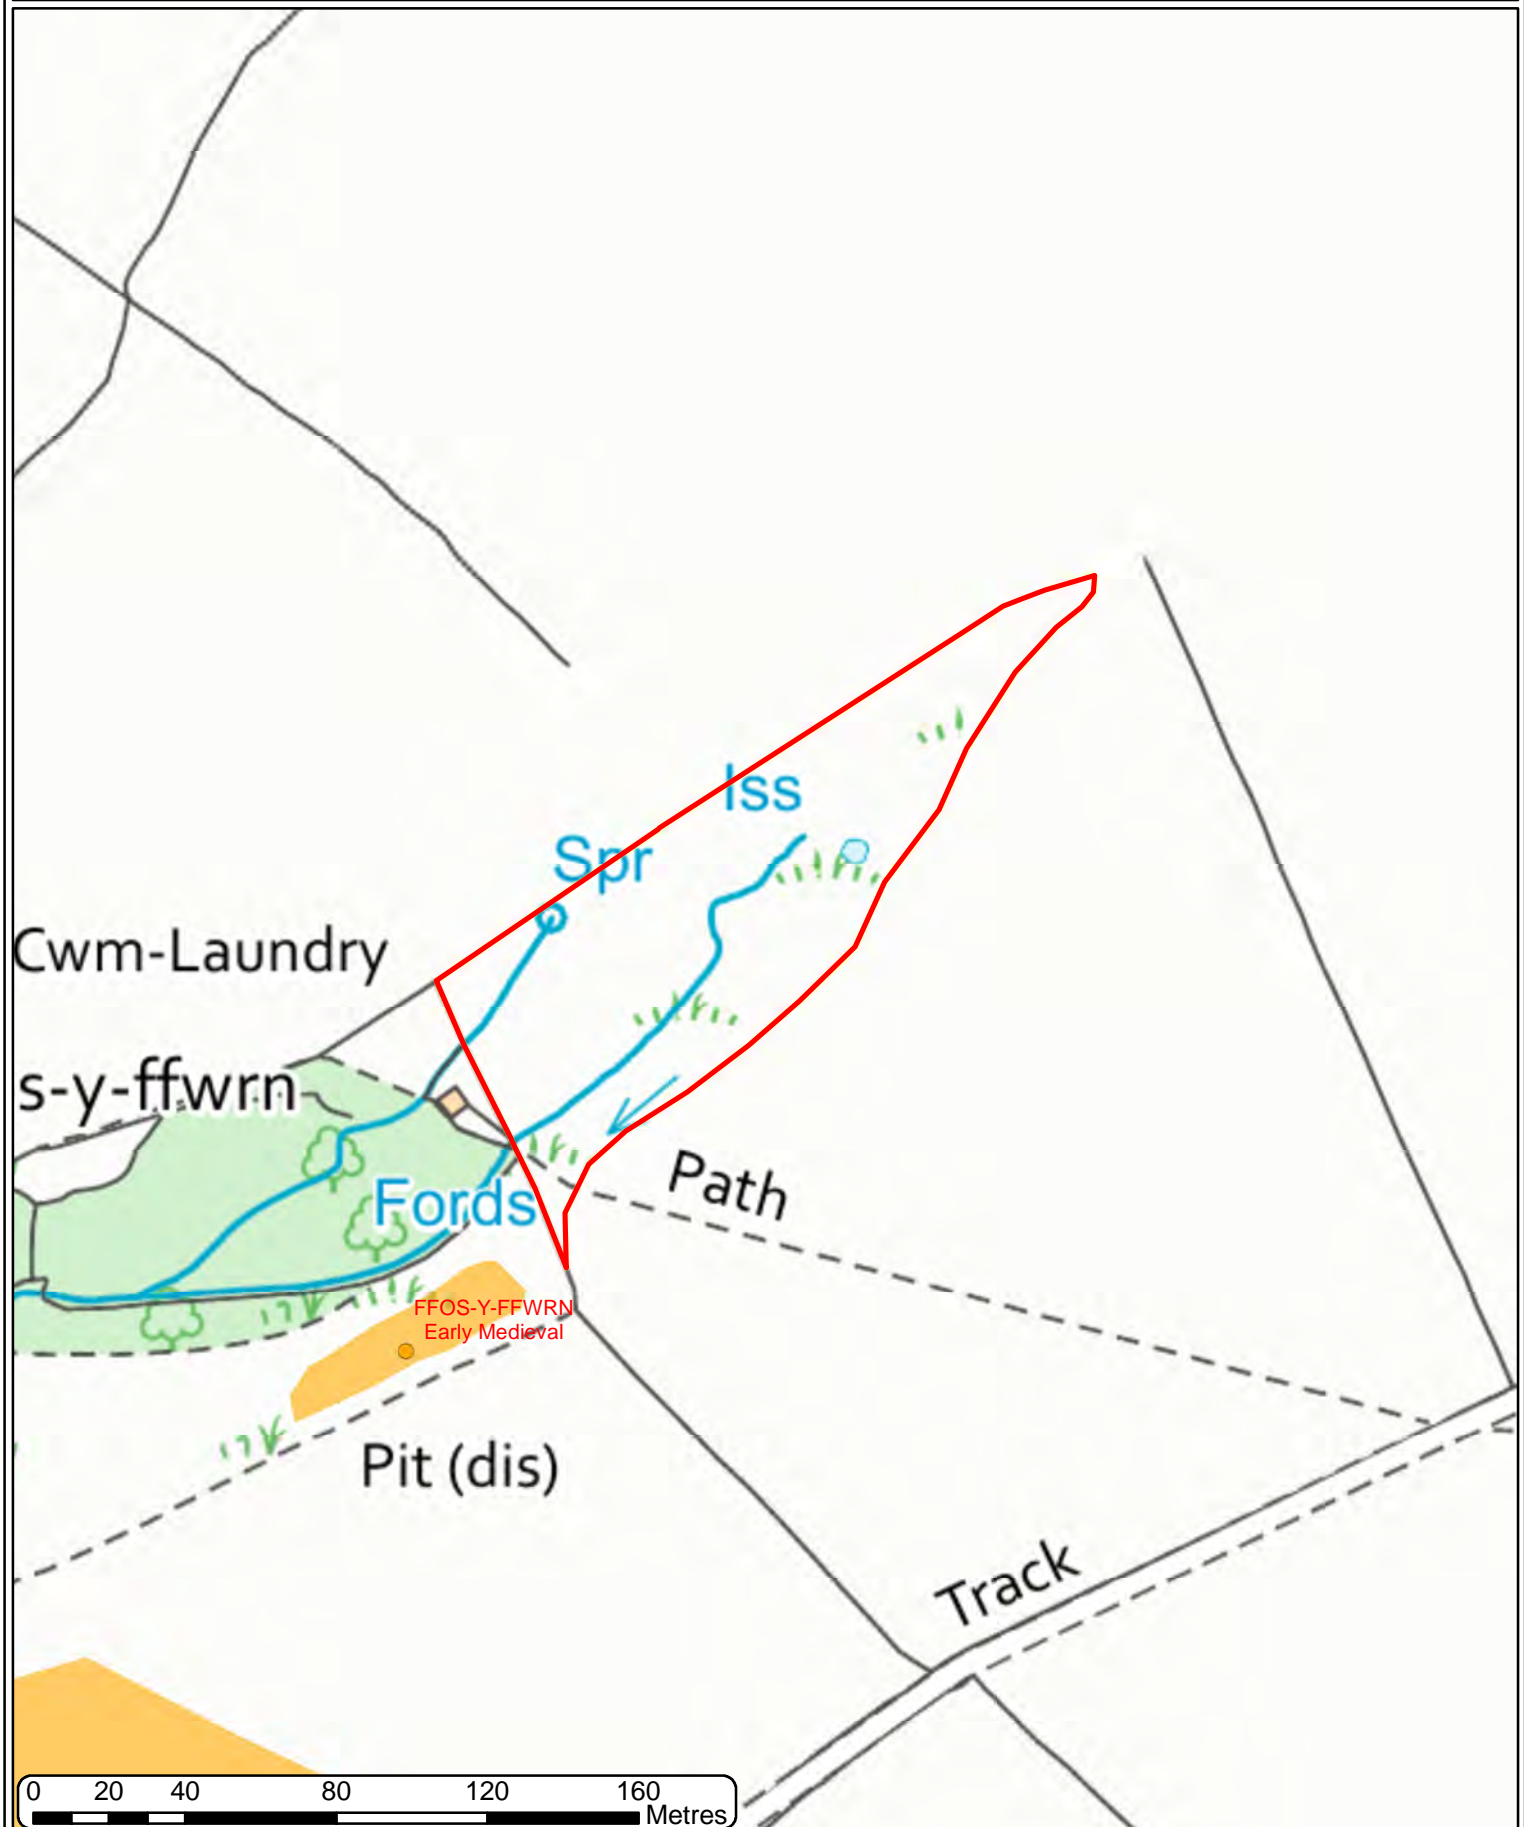 Iss
Spr
Cwm-Laundry
s-y-ffwrn
Path
Fords
FFOS-Y-FFWRN
Early Medieval
Pit (dis)
Track
0 20 40 80 120 160
Metres